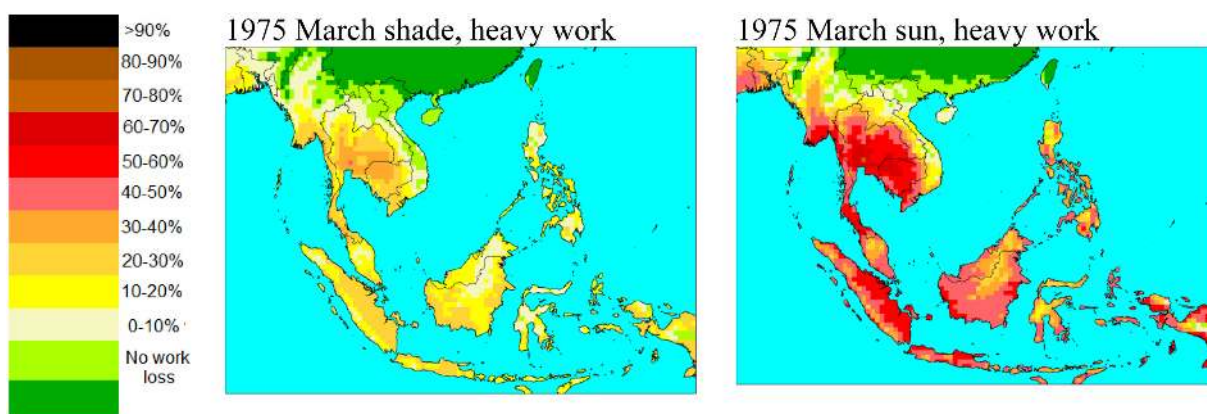 1975 March shade, heavy work
1975 March sun, heavy work
>90%
80-90%
70-80%
60-70%
50-60%
40-50%
30-40%
20-30%
10-20%
0-10%
No work
loss